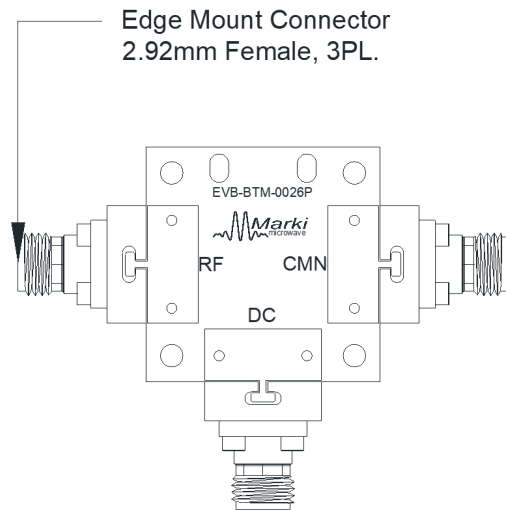 Edge Mount Connector
2.92mm Female, 3PL.
EVB-BTM-0026P
Marki
microwave
RF
CMN
DC